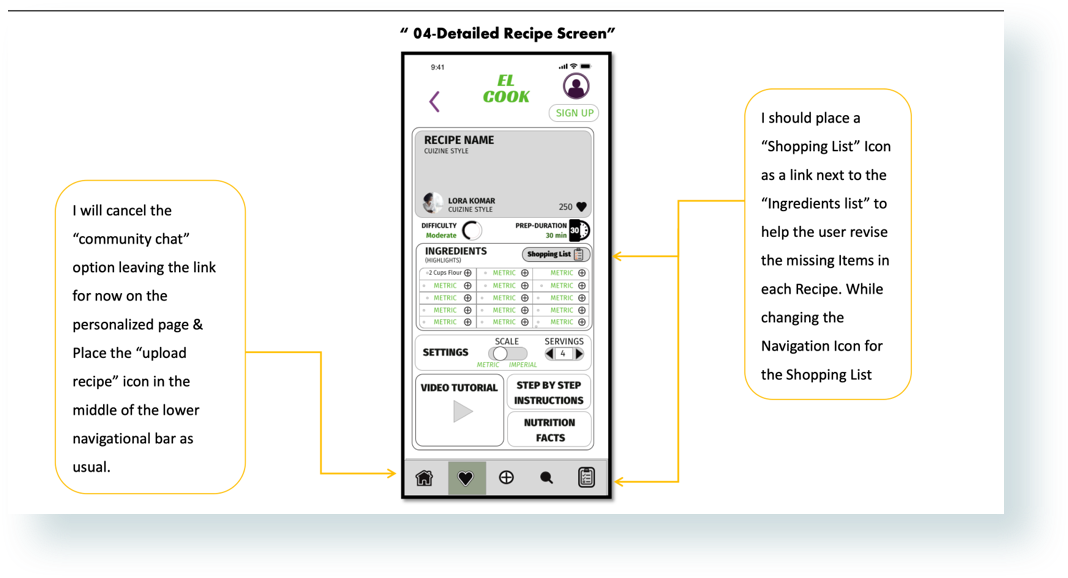 “ 04-Detailed Recipe Screen”
I will cancel the
“community chat”
option leaving the link
for now on the
personalized page &
Place the “upload
recipe” icon in the
middle of the lower
navigational bar as
usual.
9:41
EL
COOK
SIGN UP
RECIPE NAME
CUIZINE STYLE
LORA KOMAR
CUIZINE STYLE
250
DIFFICULTY
Moderate
PREP-DURATION
30 min
30
INGREDIENTS
(HIGHLIGHTS)
Shopping List
-2 Cups Flour METRIC METRIC
METRIC METRIC METRIC
METRIC METRIC METRIC
METRIC METRIC METRIC
METRIC METRIC METRIC
SETTINGS
SCALE
METRIC IMPERIAL
SERVINGS
4
VIDEO TUTORIAL
STEP BY STEP
INSTRUCTIONS
NUTRITION
FACTS
I should place a
“Shopping List” Icon
as a link next to the
“Ingredients list” to
help the user revise
the missing Items in
each Recipe. While
changing the
Navigation Icon for
the Shopping List